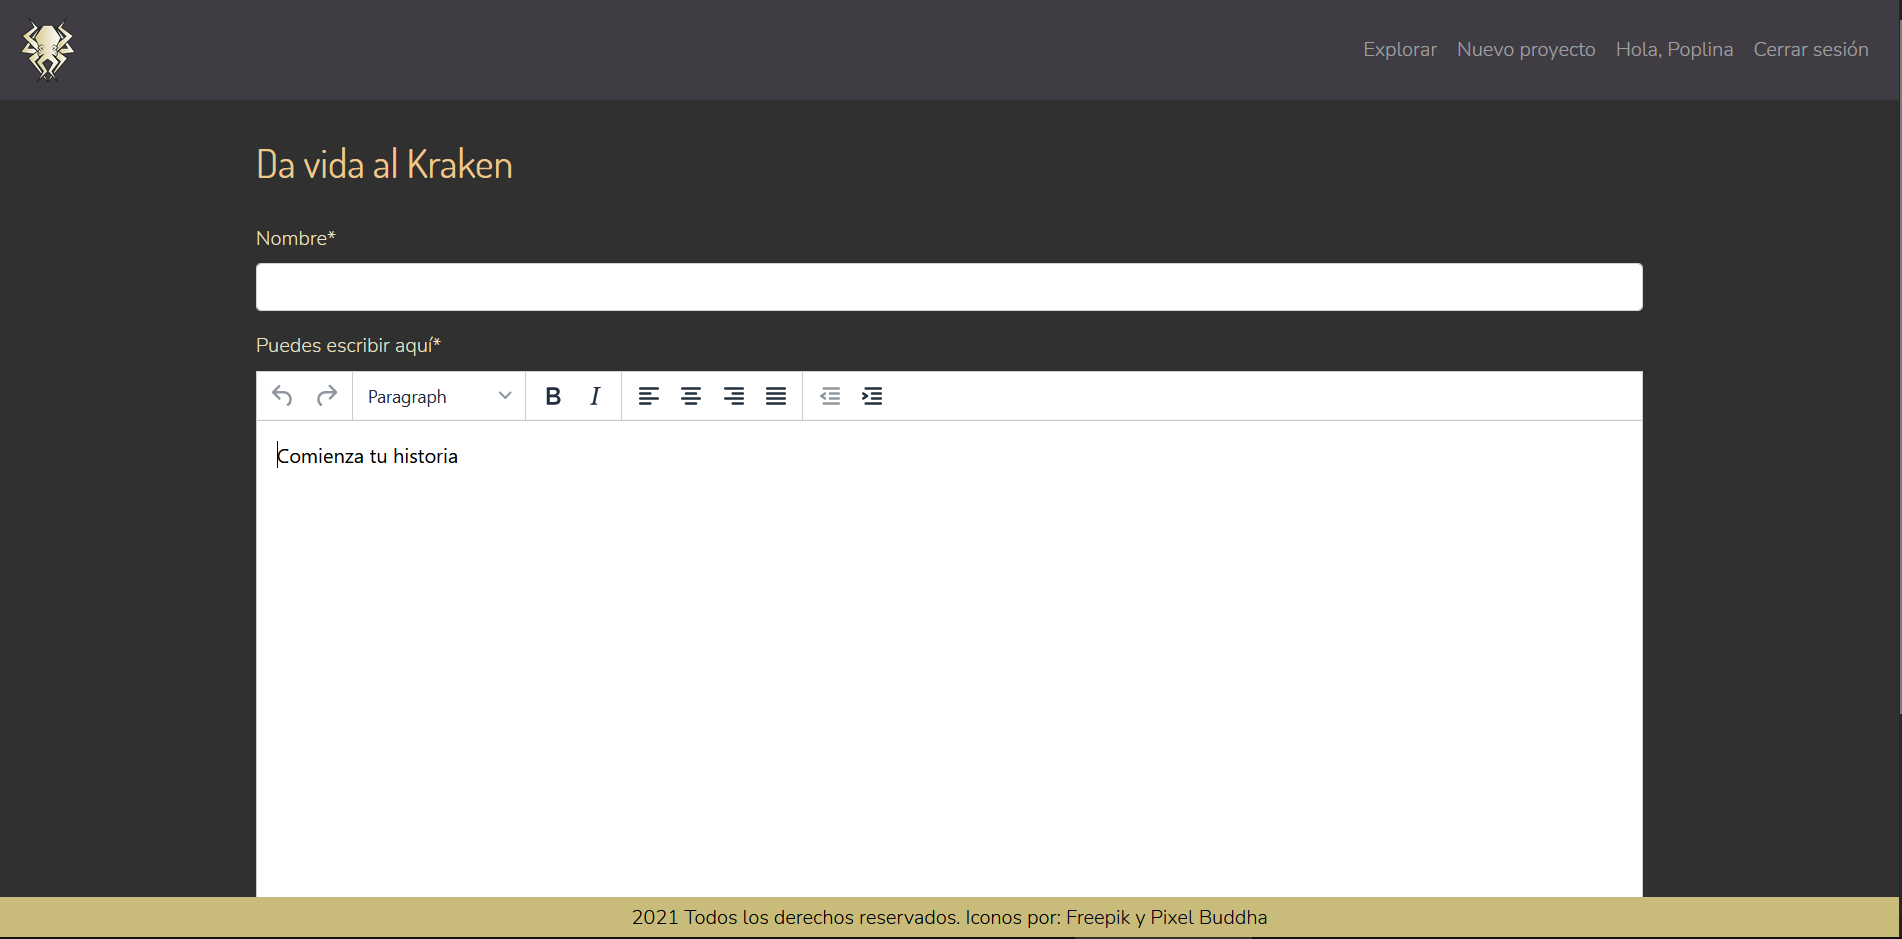 Explorar Nuevo proyecto Hola, Poplina Cerrar sesión
Da vida al Kraken
Nombre*
Puedes escribir aquí*
Paragraph B I
Comienza tu historia
2021 Todos los derechos reservados. Iconos por: Freepik y Pixel Buddha